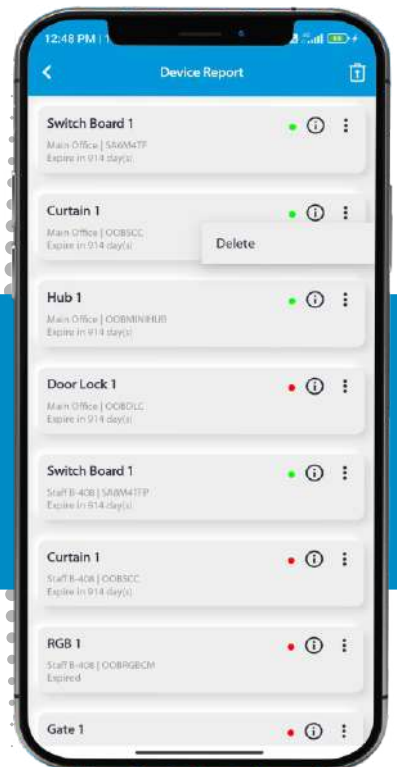 12:48 PM | 1
Device Report
Switch Board 1
Main Office | SA6M4TF
Expire in 914 day(s)
Curtain 1
Main Office | OOBSCC
Expire in 914 day(s)
Delete
Hub 1
Main Office | OOBMINIHUB
Expire in 914 day(s)
Door Lock 1
Main Office | OOBDLC
Expire in 914 day(s)
Switch Board 1
Staff B-408 |
Expire in 914 day(s)
Curtain 1
Staff B-408 | OOBSCC
Expire in 914 day(s)
RGB 1
Staff B-408 | OOBRGBCM
Expired
Gate 1